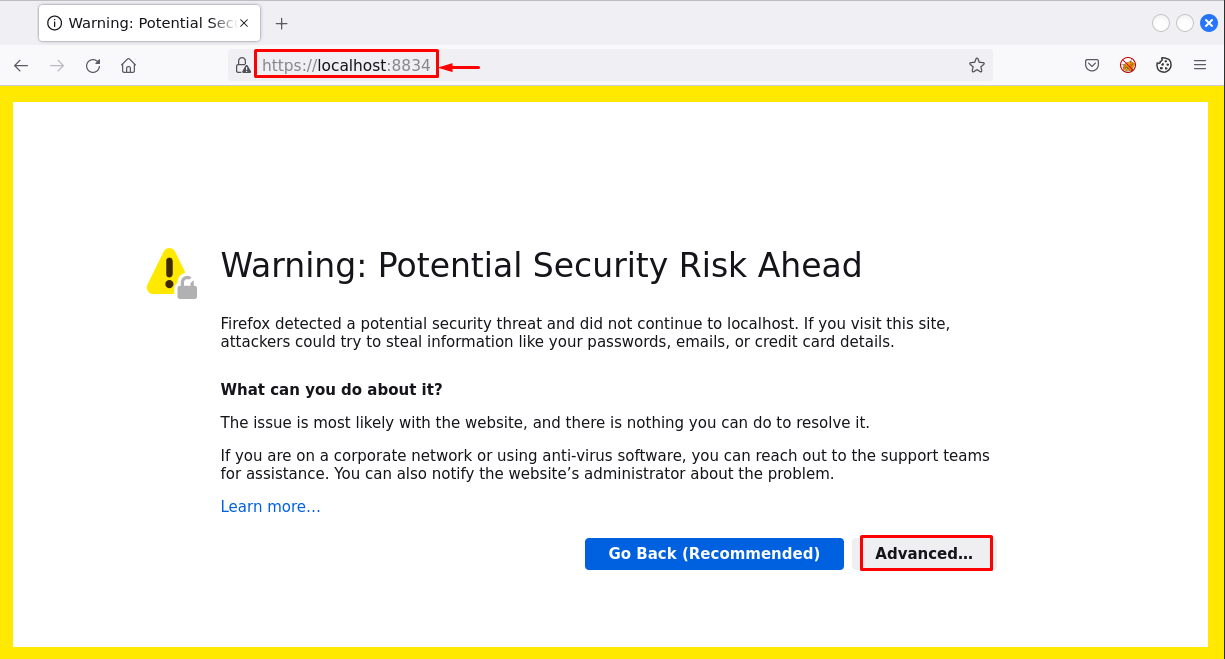 Warning: Potential Sec
https://localhost:8834
Warning: Potential Security Risk Ahead
Firefox detected a potential security threat and did not continue to localhost. If you visit this site,
attackers could try to steal information like your passwords, emails, or credit card details.
What can you do about it?
The issue is most likely with the website, and there is nothing you can do to resolve it.
If you are on a corporate network or using anti-virus software, you can reach out to the support teams
for assistance. You can also notify the website’s administrator about the problem.
Learn more…
Go Back (Recommended)
Advanced…